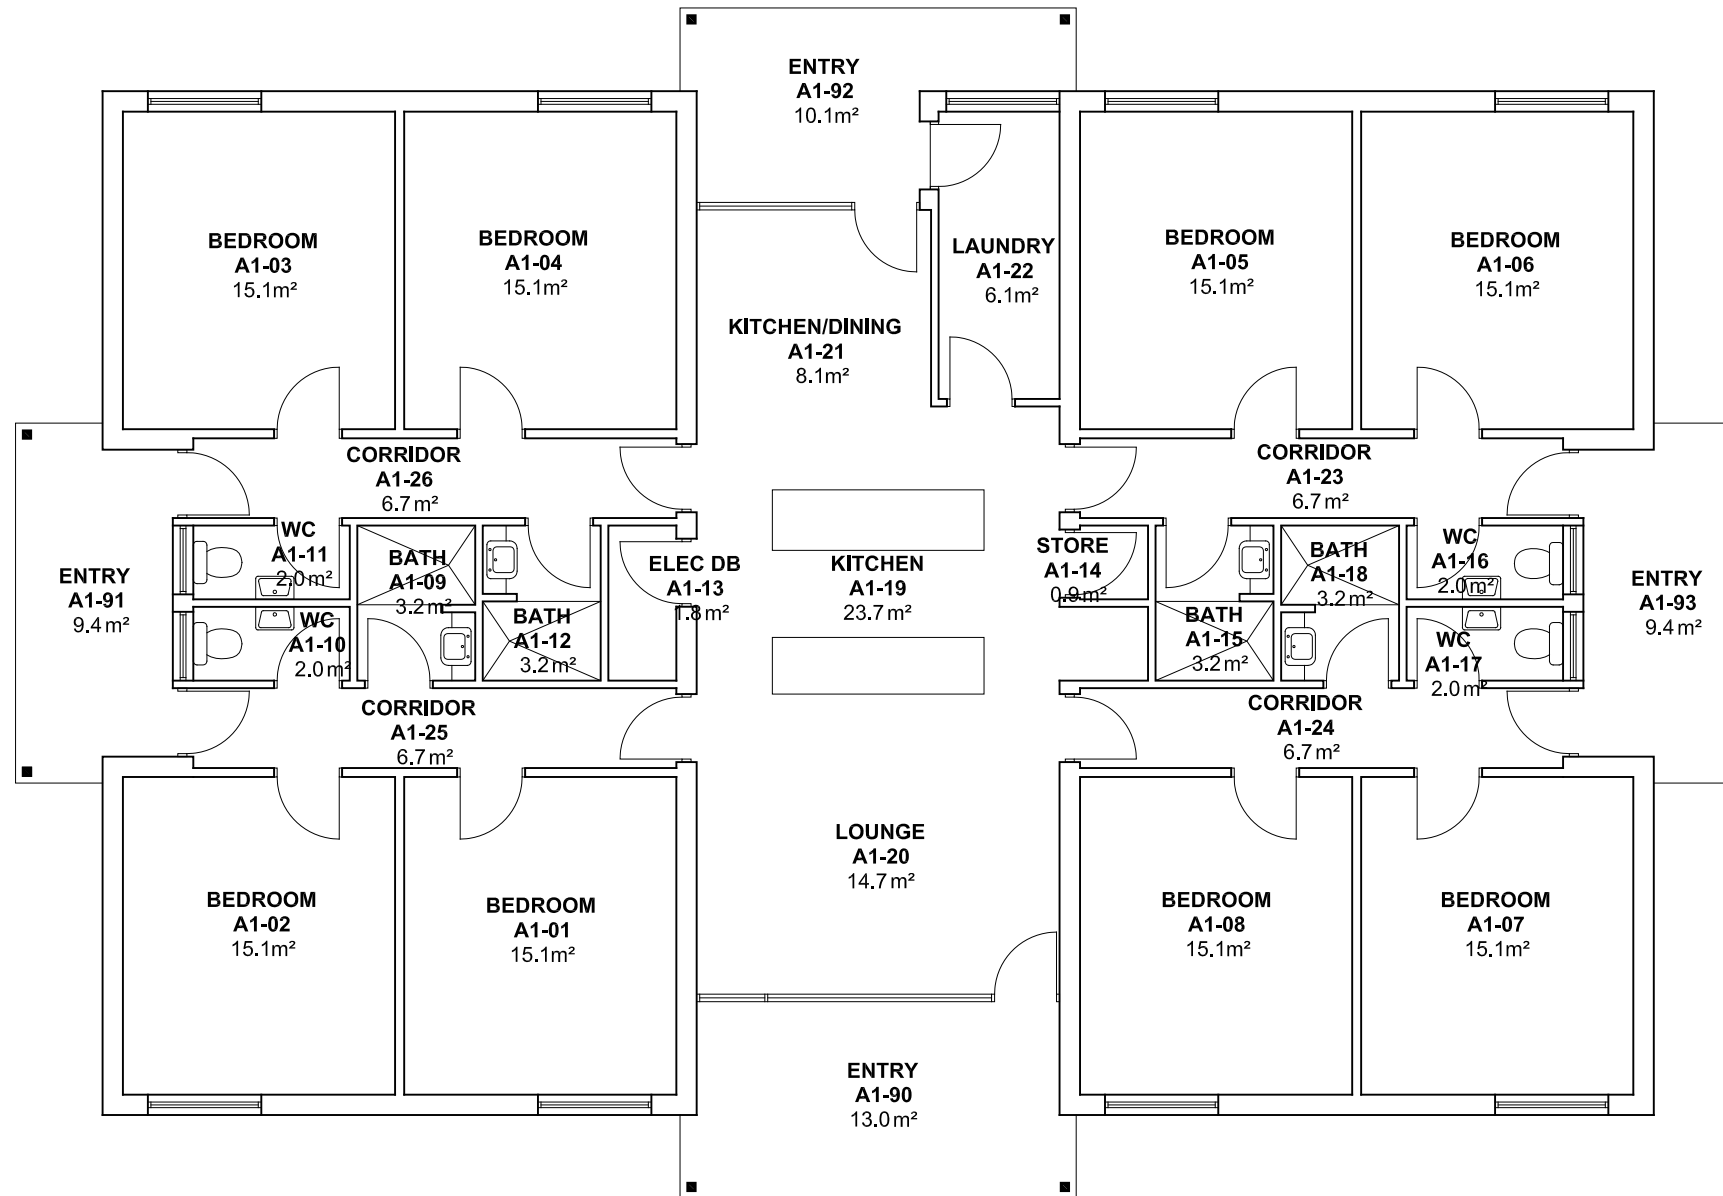 ENTRY
A1-92
10.1m²
BEDROOM
A1-03
15.1m²
BEDROOM
A1-04
15.1m²
LAUNDRY
A1-22
6.1m²
BEDROOM
A1-05
15.1m²
BEDROOM
A1-06
15.1m²
KITCHEN/DINING
A1-21
8.1m²
CORRIDOR
A1-26
6.7m²
CORRIDOR
A1-23
6.7m²
ENTRY
A1-91
9.4m²
WC
A1-11
2.0m²
BATH
A1-09
3.2m²
WC
A1-10
2.0m²
BATH
A1-12
3.2m²
ELEC DB
A1-13
1.8m²
KITCHEN
A1-19
23.7m²
STORE
A1-14
0.9m²
BATH
A1-15
3.2m²
BATH
A1-18
3.2m²
WC
A1-16
2.0m²
WC
A1-17
2.0m²
ENTRY
A1-93
9.4m²
CORRIDOR
A1-25
6.7m²
CORRIDOR
A1-24
6.7m²
LOUNGE
A1-20
14.7m²
BEDROOM
A1-02
15.1m²
BEDROOM
A1-01
15.1m²
BEDROOM
A1-08
15.1m²
BEDROOM
A1-07
15.1m²
ENTRY
A1-90
13.0m²